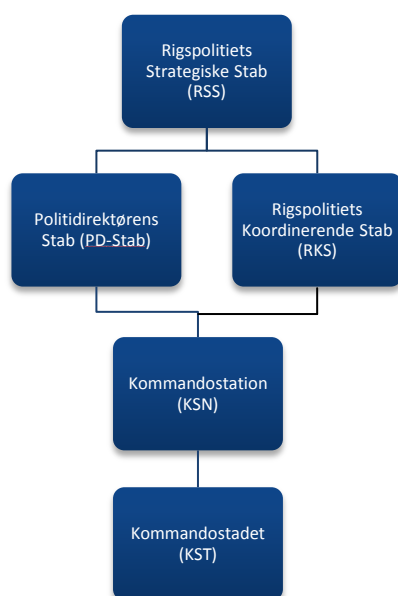 Rigspolitiets
Strategiske Stab
(RSS)
Politidirektørens
Stab (PD-Stab)
Rigspolitiets
Koordinerende Stab
(RKS)
Kommandostation
(KSN)
Kommandostadet
(KST)